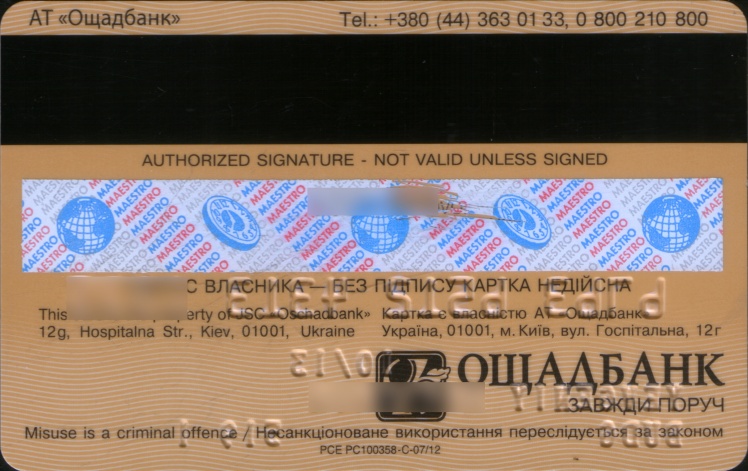 АТ "Ощадбанк" Tel.: +380 (44) 363 01 33, 0 800 210 800
AUTHORIZED SIGNATURE - NOT VALID UNLESS SIGNED
MAESTRO
С ВЛАСНИКА — БЕЗ ПІДПИСУ КАРТКА НЕДІЙСНА
This property of JSC "Oschadbank" Картка є власністю АТ "Ощадбанк"
12g, Hospitalna Str., Kiev, 01001, Ukraine Україна, 01001, м. Київ, вул. Госпітальна, 12г
ОЩАДБАНК
ЗАВЖДИ ПОРУЧ
Misuse is a criminal offence / Несанкціоноване використання переслідується за законом
PCE PC100358-C-07/12